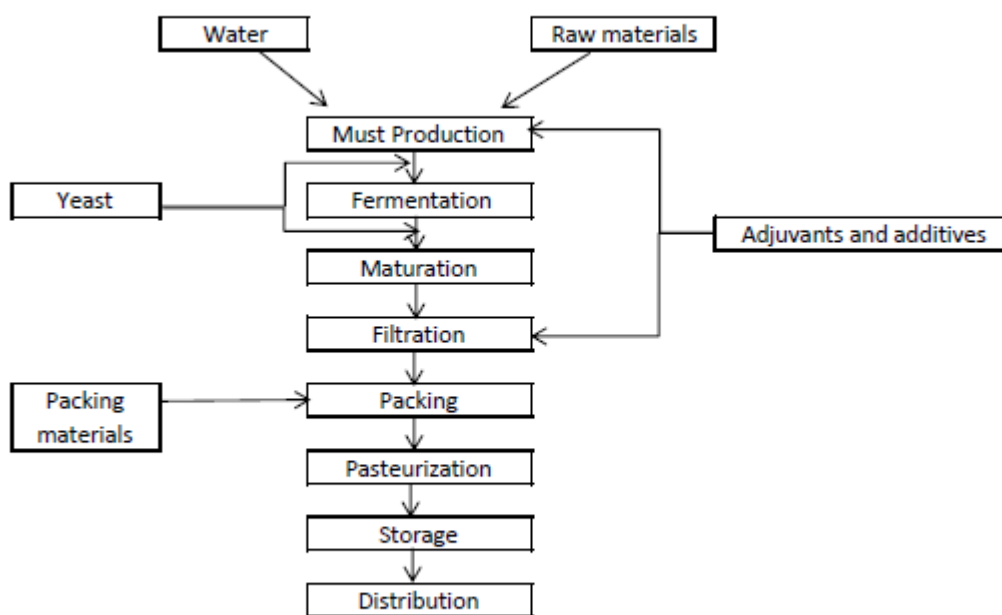 Water
Raw materials
Must Production
Yeast
Fermentation
Adjuvants and additives
Maturation
Filtration
Packing
materials
Packing
Pasteurization
Storage
Distribution